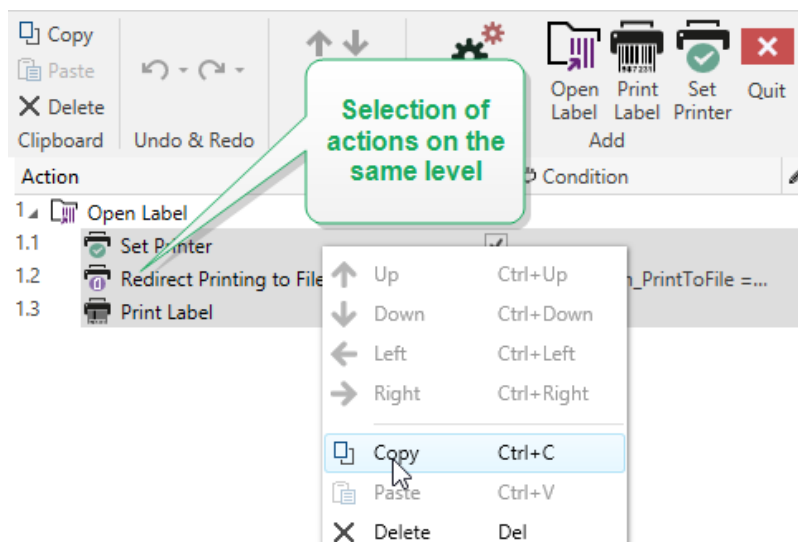 Copy
Paste
Delete
Clipboard
Undo & Redo
Open Label
Print Label
Set Printer
Quit
Add
Selection of
actions on the
same level
Action
Condition
1 Open Label
1.1 Set Printer
1.2 Redirect Printing to File
n_PrintToFile =...
1.3 Print Label
Up Ctrl+Up
Down Ctrl+Down
Left Ctrl+Left
Right Ctrl+Right
Copy Ctrl+C
Paste Ctrl+V
Delete Del